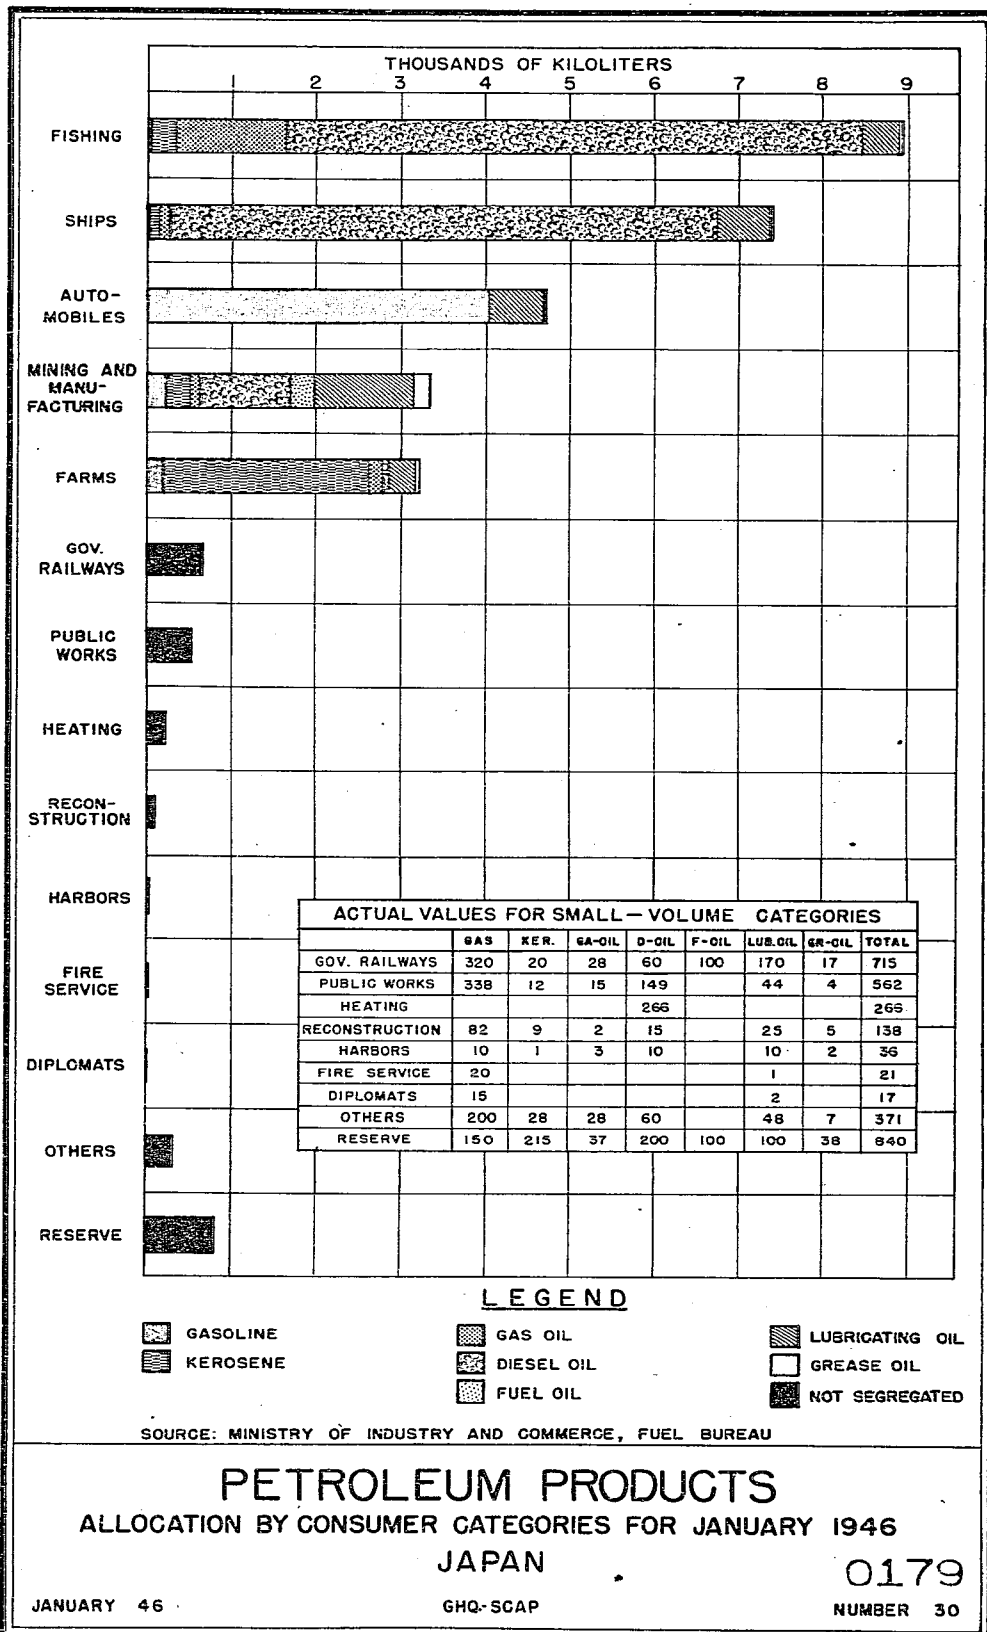 THOUSANDS OF KILOLITERS
1 2 3 4 5 6 7 8 9
FISHING
SHIPS
AUTO-
MOBILES
MINING AND
MANU-
FACTURING
FARMS
GOV.
RAILWAYS
PUBLIC
WORKS
HEATING
RECON-
STRUCTION
HARBORS
FIRE
SERVICE
DIPLOMATS
OTHERS
RESERVE
ACTUAL VALUES FOR SMALL-VOLUME CATEGORIES
GAS KER. GA-OIL D-OIL F-OIL LUB.OIL GR-OIL TOTAL
GOV. RAILWAYS 320 20 28 60 100 170 17 715
PUBLIC WORKS 338 12 15 149 44 4 562
HEATING 266 266
RECONSTRUCTION 82 9 2 15 25 5 138
HARBORS 10 1 3 10 10 2 36
FIRE SERVICE 20 1 21
DIPLOMATS 15 2 17
OTHERS 200 28 28 60 48 7 371
RESERVE 150 215 37 200 100 100 38 840
LEGEND
GASOLINE GAS OIL LUBRICATING OIL
KEROSENE DIESEL OIL GREASE OIL
FUEL OIL NOT SEGREGATED
SOURCE: MINISTRY OF INDUSTRY AND COMMERCE, FUEL BUREAU
PETROLEUM PRODUCTS
ALLOCATION BY CONSUMER CATEGORIES FOR JANUARY 1946
JAPAN
0179
JANUARY 46 GHQ-SCAP NUMBER 30